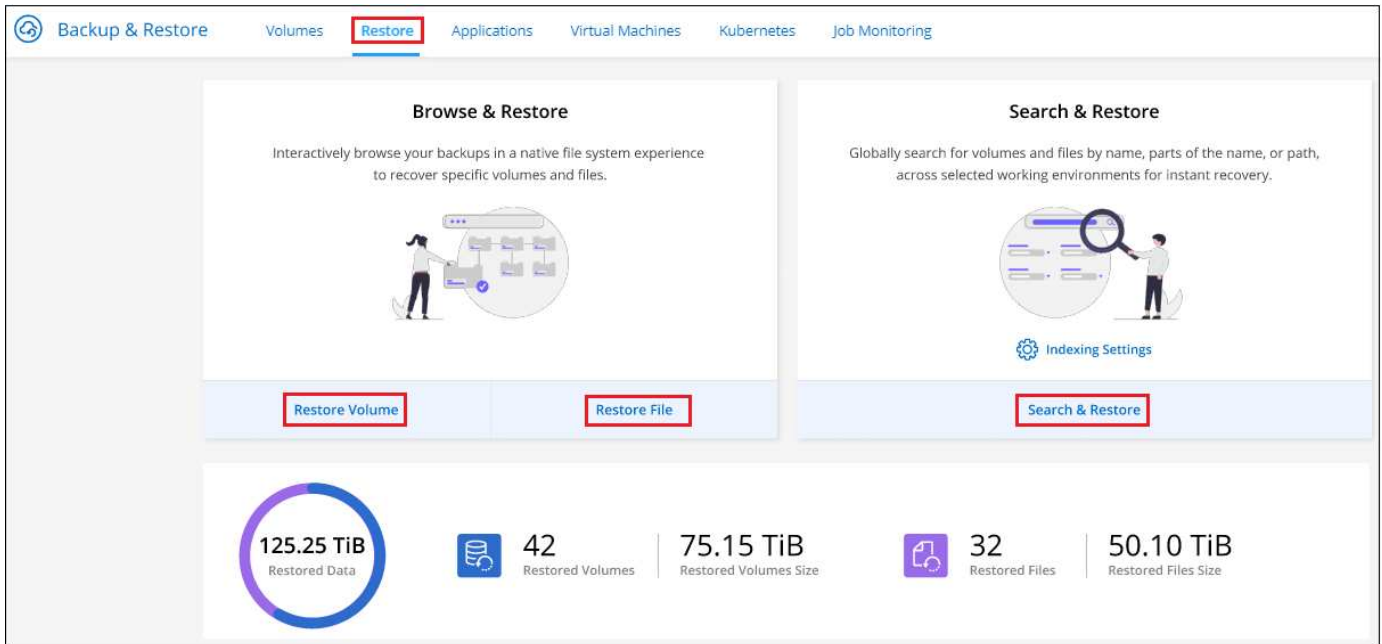 Backup & Restore Volumes Restore Applications Virtual Machines Kubernetes Job Monitoring
Browse & Restore
Interactively browse your backups in a native file system experience
to recover specific volumes and files.
Restore Volume Restore File
Search & Restore
Globally search for volumes and files by name, parts of the name, or path,
across selected working environments for instant recovery.
Indexing Settings
Search & Restore
125.25 TiB
Restored Data
42
Restored Volumes
75.15 TiB
Restored Volumes Size
32
Restored Files
50.10 TiB
Restored Files Size